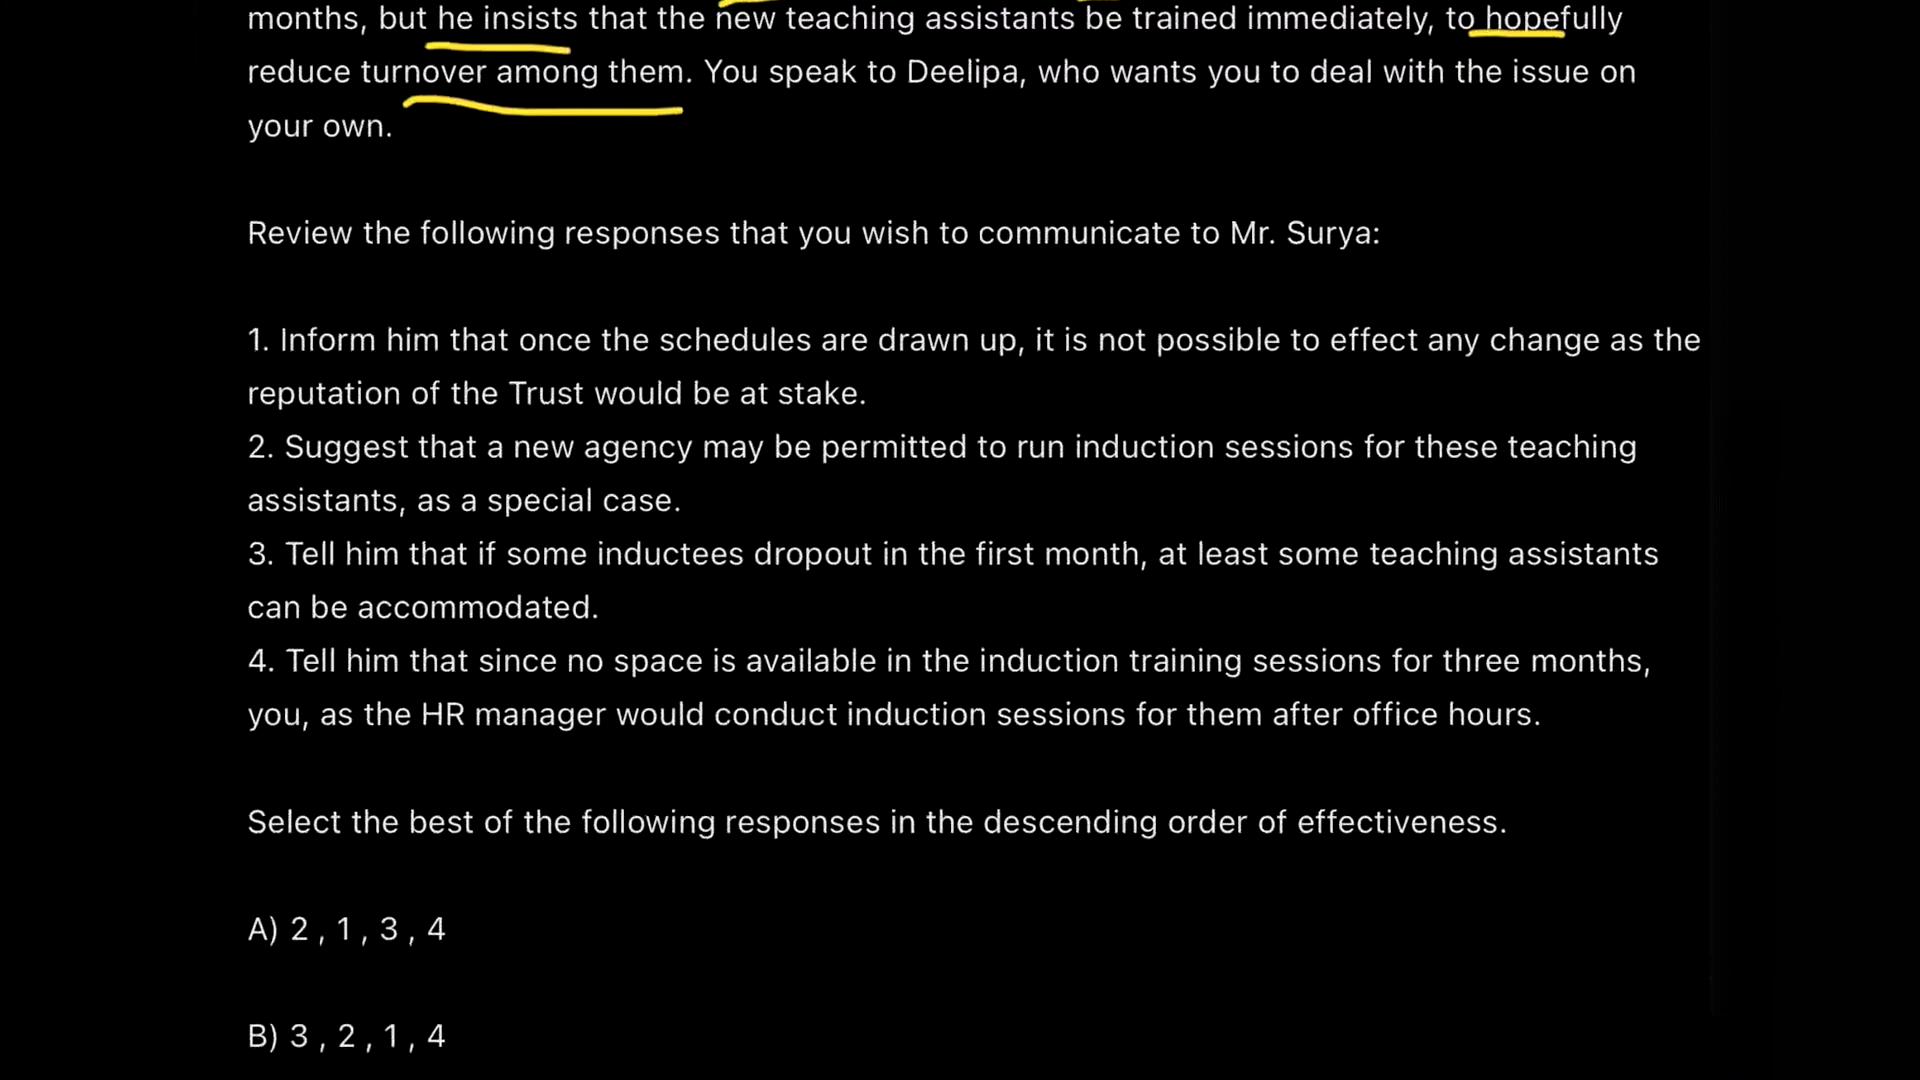 months, but he insists that the new teaching assistants be trained immediately, to hopefully
reduce turnover among them. You speak to Deelipa, who wants you to deal with the issue on
your own.
Review the following responses that you wish to communicate to Mr. Surya:
1. Inform him that once the schedules are drawn up, it is not possible to effect any change as the
reputation of the Trust would be at stake.
2. Suggest that a new agency may be permitted to run induction sessions for these teaching
assistants, as a special case.
3. Tell him that if some inductees dropout in the first month, at least some teaching assistants
can be accommodated.
4. Tell him that since no space is available in the induction training sessions for three months,
you, as the HR manager would conduct induction sessions for them after office hours.
Select the best of the following responses in the descending order of effectiveness.
A) 2 , 1 , 3 , 4
B) 3 , 2 , 1 , 4